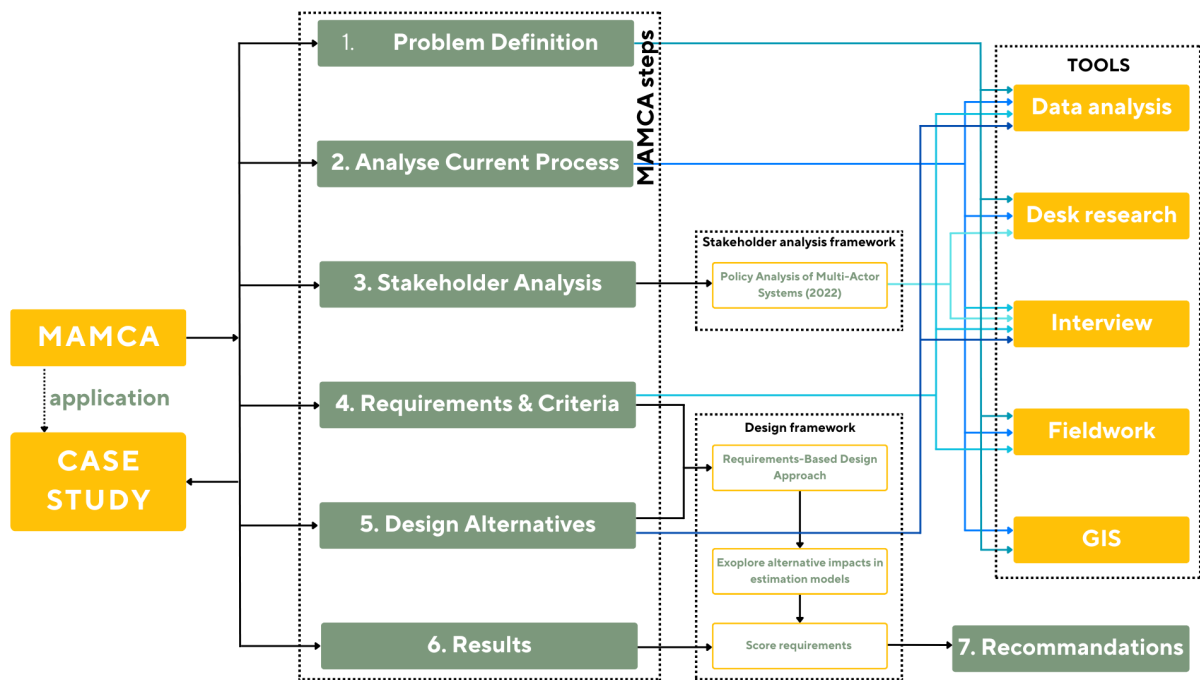 1. Problem Definition
MAMCA steps
2. Analyse Current Process
3. Stakeholder Analysis
MAMCA
application
CASE
STUDY
4. Requirements & Criteria
5. Design Alternatives
6. Results
Stakeholder analysis framework
Policy Analysis of Multi-Actor
Systems (2022)
Design framework
Requirements-Based Design
Approach
Exoplore alternative impacts in
estimation models
Score requirements
TOOLS
Data analysis
Desk research
Interview
Fieldwork
GIS
7. Recommandations